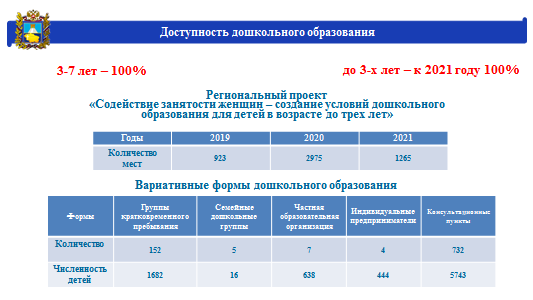 Доступность дошкольного образования
3-7 лет – 100%
до 3-х лет – к 2021 году 100%
Региональный проект
«Содействие занятости женщин – создание условий дошкольного
образования для детей в возрасте до трех лет»
Годы 2019 2020 2021
Количество мест 923 2975 1265
Вариативные формы дошкольного образования
Формы Группы кратковременного пребывания Семейные дошкольные группы Частная образовательная организация Индивидуальные предприниматели Консультационные пункты
Количество 152 5 7 4 732
Численность детей 1682 16 638 444 5743